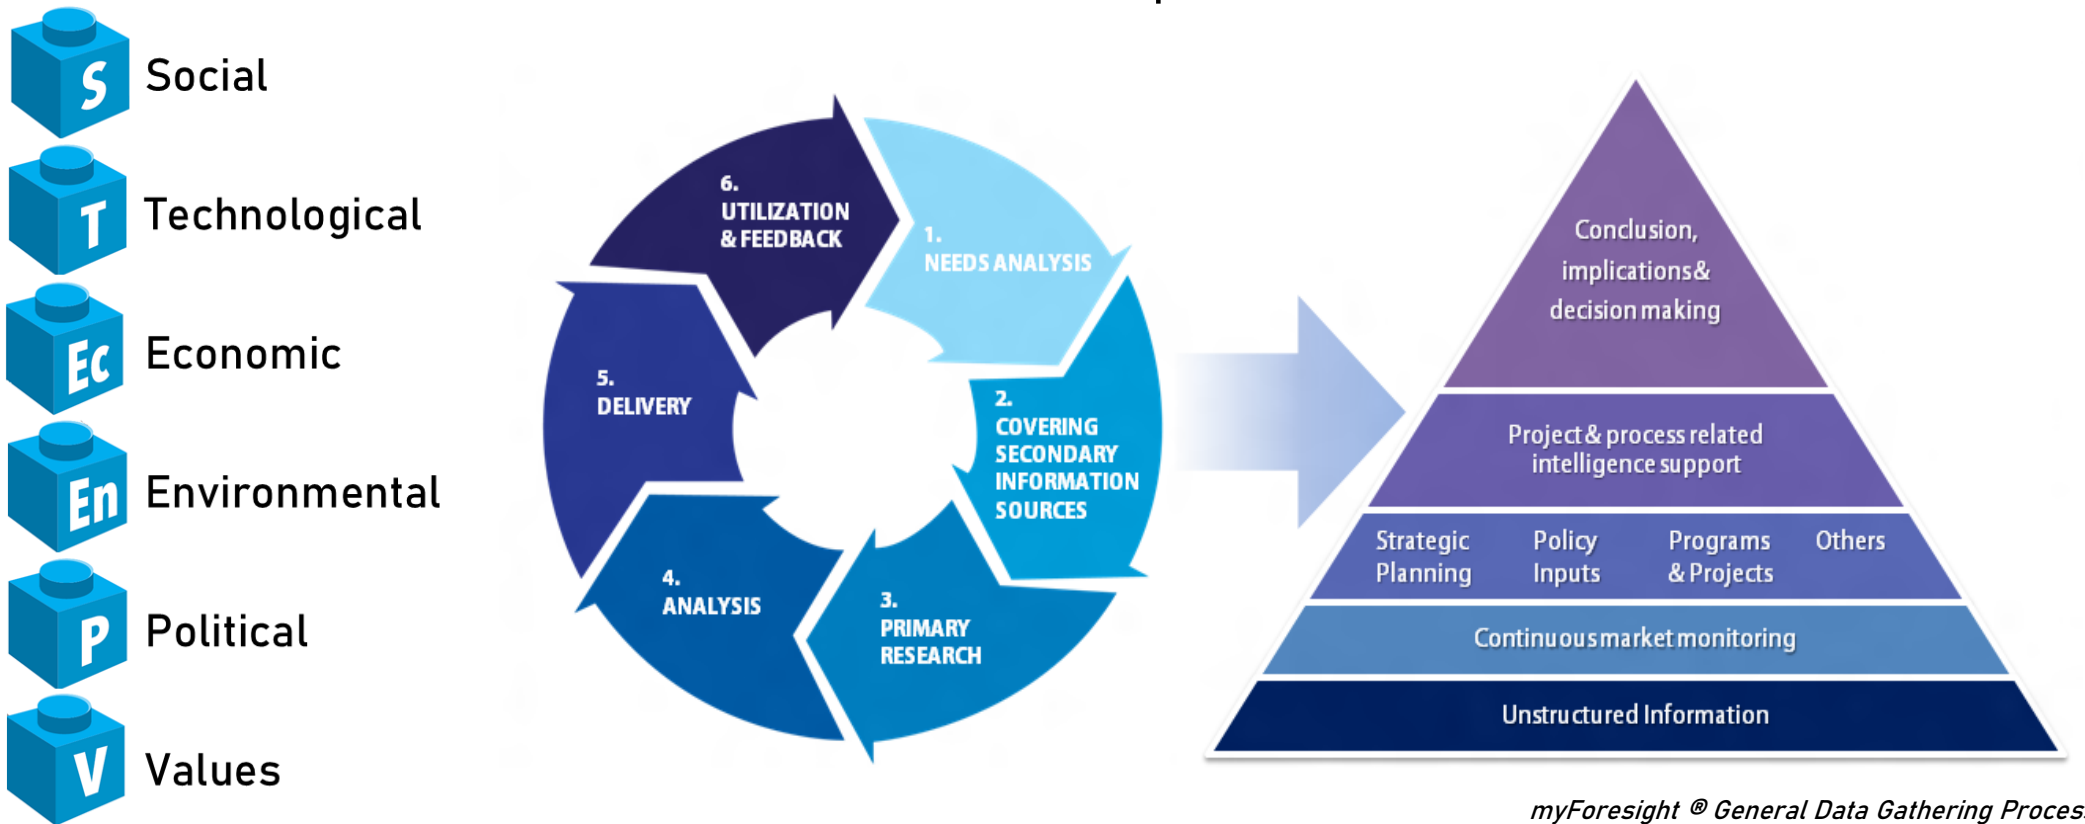 S
Social
T
Technological
Ec
Economic
En
Environmental
P
Political
V
Values
1.
NEEDS ANALYSIS
2.
COVERING
SECONDARY
INFORMATION
SOURCES
3.
PRIMARY
RESEARCH
4.
ANALYSIS
5.
DELIVERY
6.
UTILIZATION
& FEEDBACK
Conclusion,
implications &
decision making
Project & process related
intelligence support
Strategic
Planning
Policy
Inputs
Programs
& Projects
Others
Continuous market monitoring
Unstructured Information
myForesight ® General Data Gathering